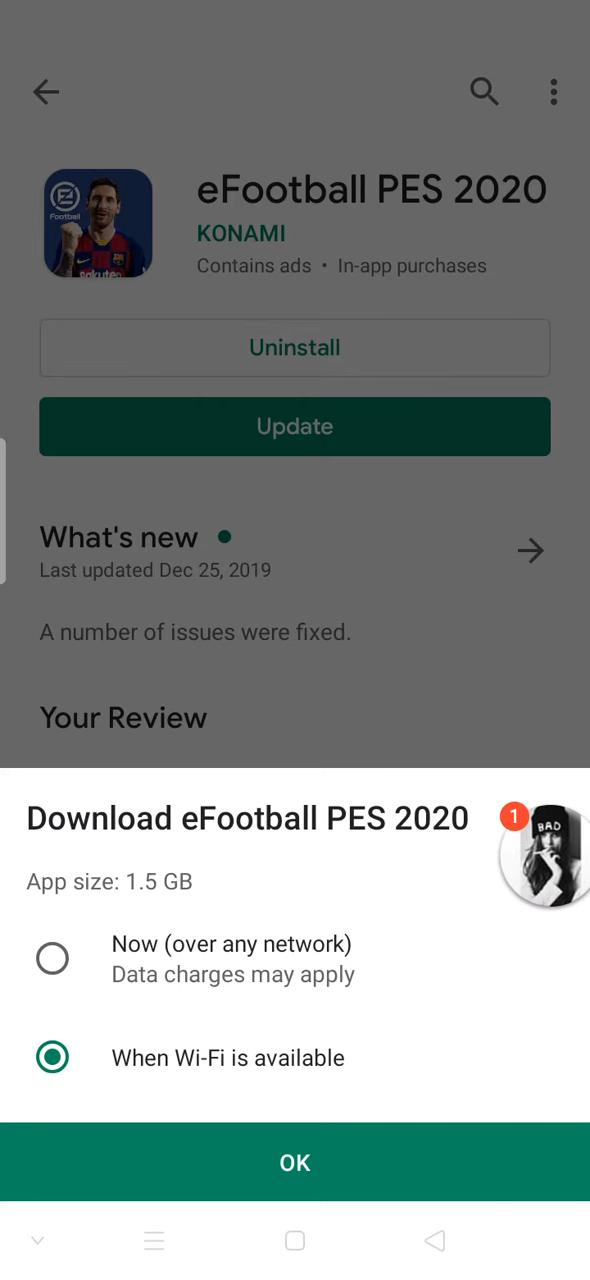 eFootball PES 2020
Football
KONAMI
Contains ads • In-app purchases
Rakuten
Uninstall
Update
What's new
Last updated Dec 25, 2019
A number of issues were fixed.
Your Review
Download eFootball PES 2020
1
BAD
App size: 1.5 GB
Now (over any network)
Data charges may apply
When Wi-Fi is available
OK